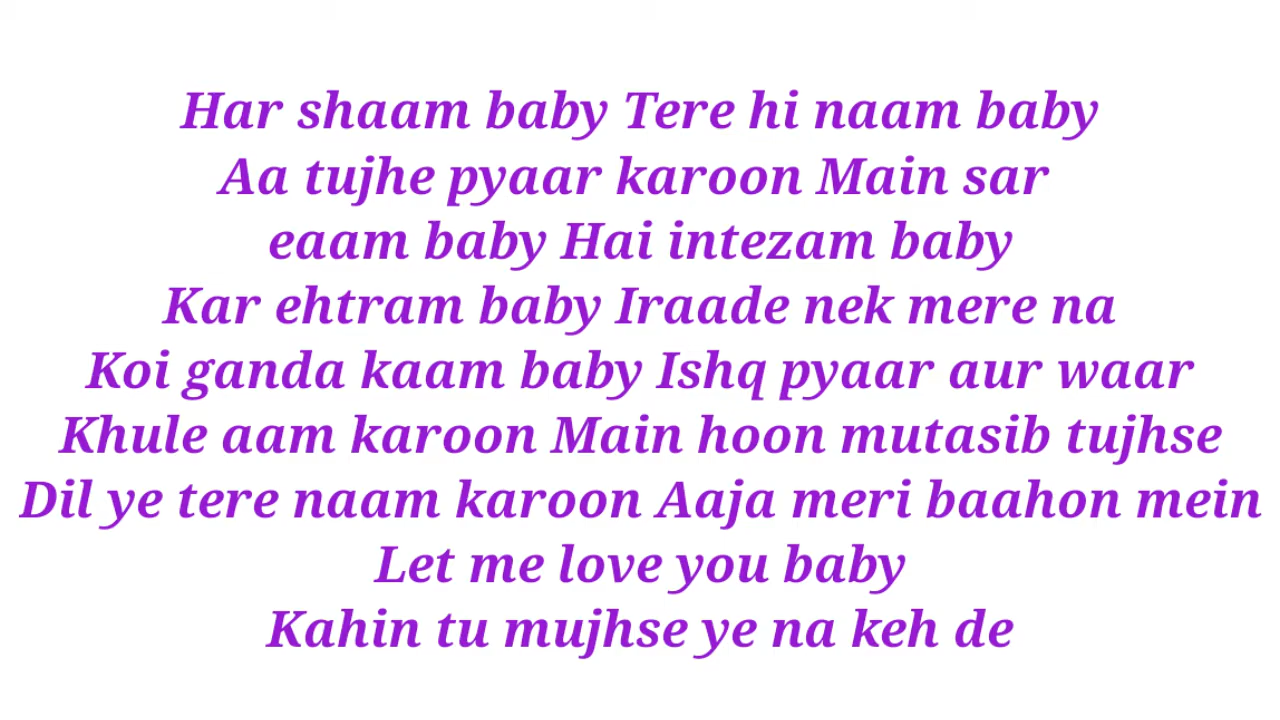 Har shaam baby Tere hi naam baby
Aa tujhe pyaar karoon Main sar
eaam baby Hai intezam baby
Kar ehtram baby Iraade nek mere na
Koi ganda kaam baby Ishq pyaar aur waar
Khule aam karoon Main hoon mutasib tujhse
Dil ye tere naam karoon Aaja meri baahon mein
Let me love you baby
Kahin tu mujhse ye na keh de